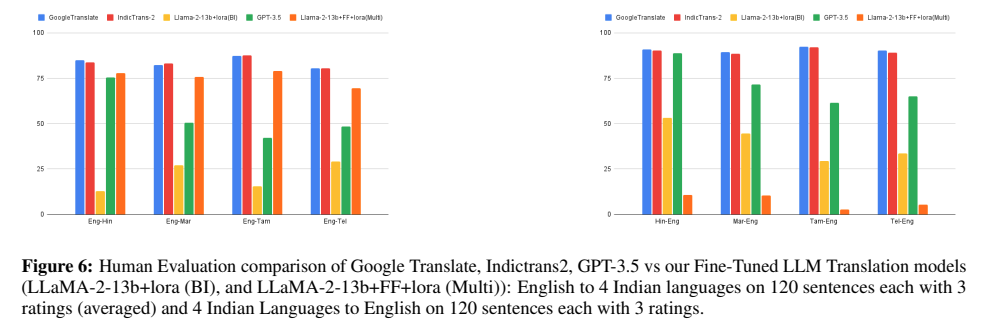 GoogleTranslate IndicTrans-2 Llama-2-13b+lora(BI) GPT-3.5 Llama-2-13b+FF+lora(Multi)
100
75
50
25
0
Eng-Hin Eng-Mar Eng-Tam Eng-Tel
GoogleTranslate IndicTrans-2 Llama-2-13b+lora(BI) GPT-3.5 Llama-2-13b+FF+lora(Multi)
100
75
50
25
0
Hin-Eng Mar-Eng Tam-Eng Tel-Eng
Figure 6: Human Evaluation comparison of Google Translate, Indictrans2, GPT-3.5 vs our Fine-Tuned LLM Translation models
(LLaMA-2-13b+lora (BI), and LLaMA-2-13b+FF+lora (Multi)): English to 4 Indian languages on 120 sentences each with 3
ratings (averaged) and 4 Indian Languages to English on 120 sentences each with 3 ratings.